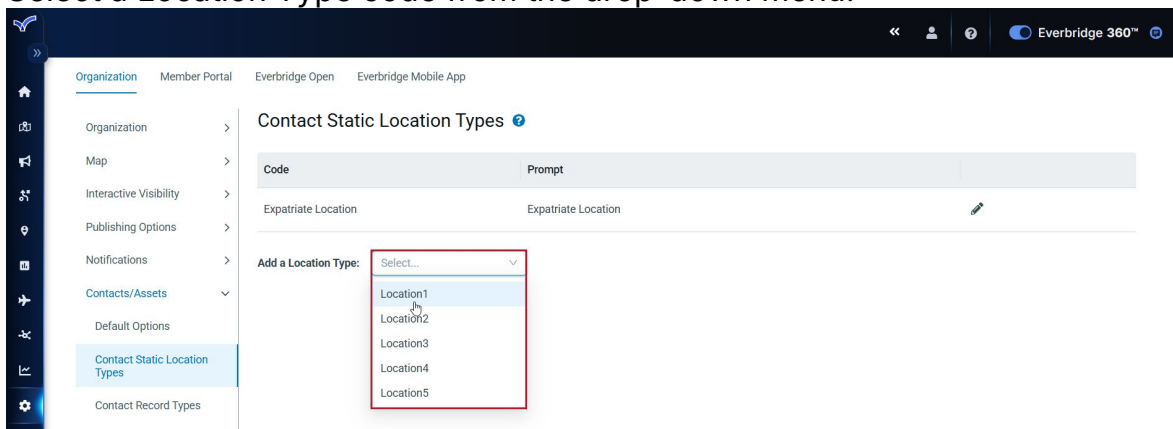 Select a Location Type code from the drop-down menu.
Everbridge 360™
Organization Member Portal Everbridge Open Everbridge Mobile App
Organization
Map
Interactive Visibility
Publishing Options
Notifications
Contacts/Assets
Default Options
Contact Static Location
Types
Contact Record Types
Contact Static Location Types
Code Prompt
Expatriate Location Expatriate Location
Add a Location Type: Select...
Location1
Location2
Location3
Location4
Location5